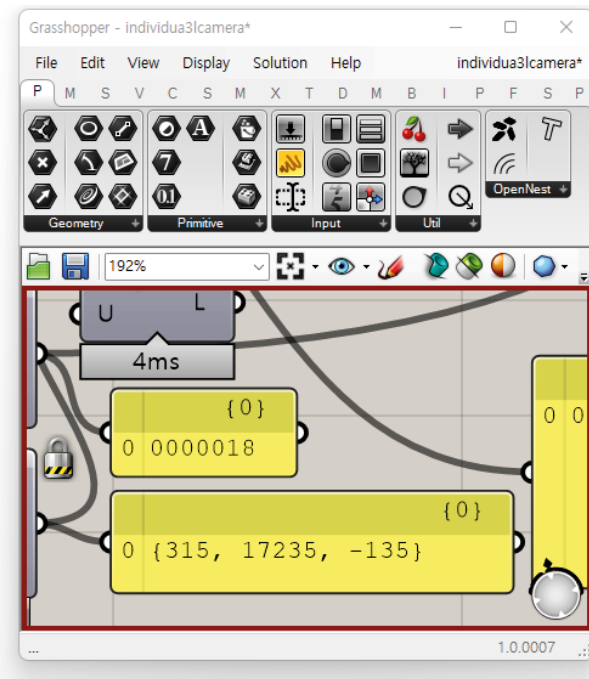 Grasshopper - individua3lcamera*
File Edit View Display Solution Help individua3lcamera*
P M S V C S M X T D M B I P F S P
Geometry Primitive Input Util OpenNest
192%
U L
4ms
{0}
0 0000018
{0}
0 {315, 17235, -135}
0 0
... 1.0.0007